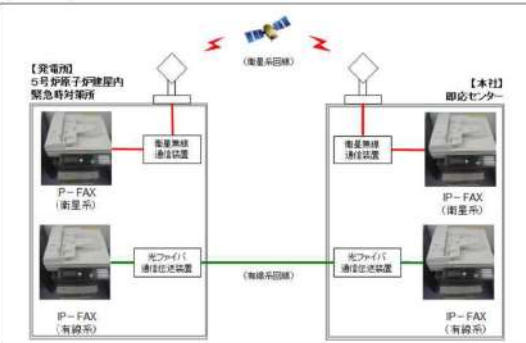 (衛星系回線)
【発電所】
5号炉原子炉建屋内
緊急時対策所
【本社】
即応センター
衛星無線
通信装置
衛星無線
通信装置
P-FAX
(衛星系)
IP-FAX
(衛星系)
光ファイバ
通信伝送装置
光ファイバ
通信伝送装置
(有線系回線)
IP-FAX
(有線系)
IP-FAX
(有線系)